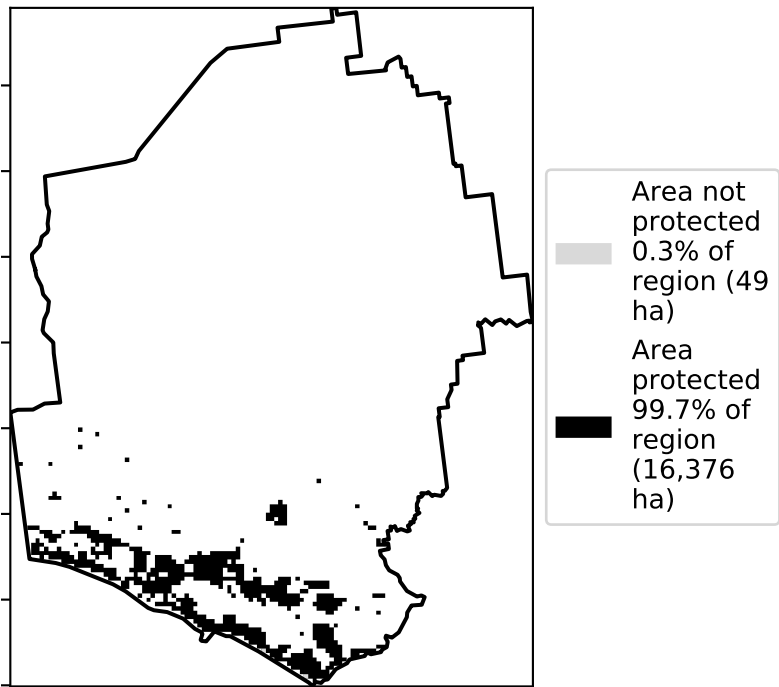 Area not
protected
0.3% of
region (49
ha)
Area
protected
99.7% of
region
(16,376
ha)